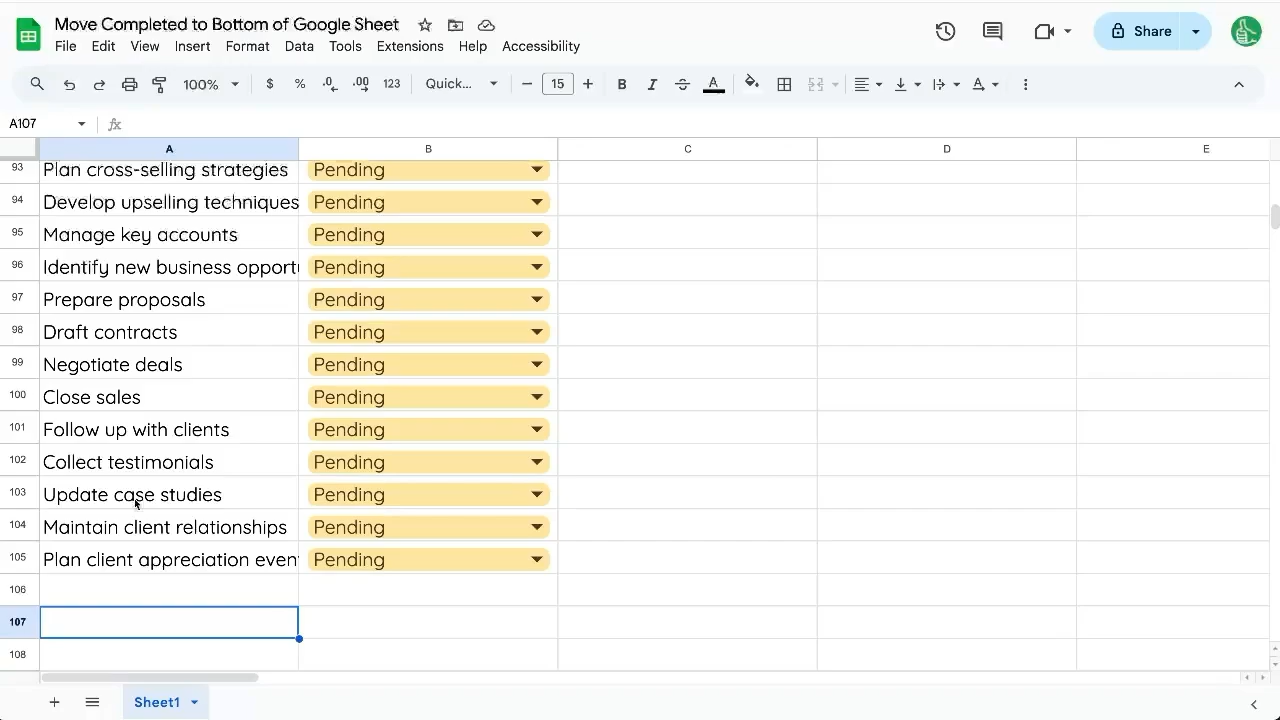 Move Completed to Bottom of Google Sheet
File Edit View Insert Format Data Tools Extensions Help Accessibility
Share
100% $ % .0 .00 123 Quick... 15 B I S A
A107 fx
A B C D E
93 Plan cross-selling strategies Pending
94 Develop upselling techniques Pending
95 Manage key accounts Pending
96 Identify new business opport Pending
97 Prepare proposals Pending
98 Draft contracts Pending
99 Negotiate deals Pending
100 Close sales Pending
101 Follow up with clients Pending
102 Collect testimonials Pending
103 Update case studies Pending
104 Maintain client relationships Pending
105 Plan client appreciation even Pending
106
107
108
Sheet1